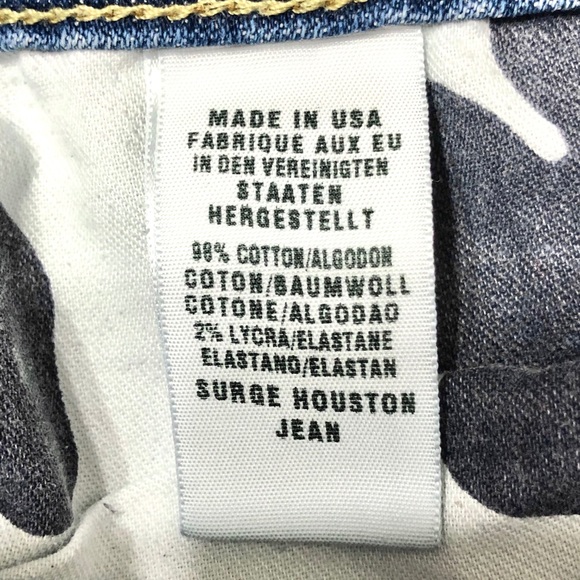 MADE IN USA
FABRIQUE AUX EU
IN DEN VEREINIGTEN
STAATEN
HERGESTELLT
98% COTTON/ALGODON
COTON/BAUMWOLL
COTONE/ALGODAO
2% LYCRA/ELASTANE
ELASTANO/ELASTAN
SURGE HOUSTON
JEAN